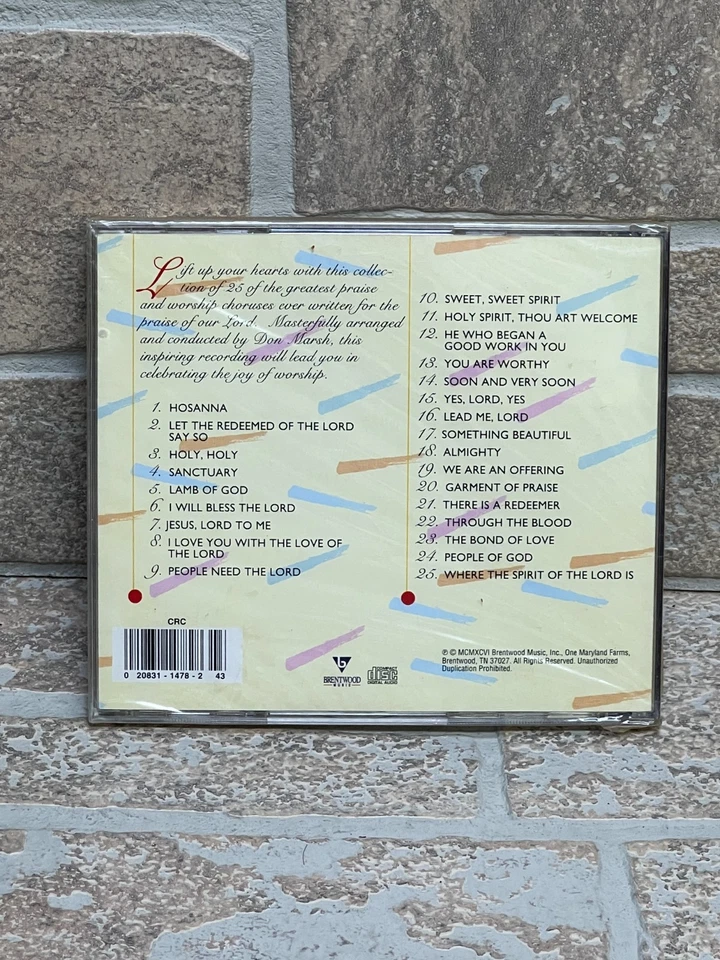 Lift up your hearts with this collec-
tion of 25 of the greatest praise
and worship choruses ever written for the
praise of our Lord. Masterfully arranged
and conducted by Don Marsh, this
inspiring recording will lead you in
celebrating the joy of worship.
1. HOSANNA
2. LET THE REDEEMED OF THE LORD
SAY SO
3. HOLY, HOLY
4. SANCTUARY
5. LAMB OF GOD
6. I WILL BLESS THE LORD
7. JESUS, LORD TO ME
8. I LOVE YOU WITH THE LOVE OF
THE LORD
9. PEOPLE NEED THE LORD
10. SWEET, SWEET SPIRIT
11. HOLY SPIRIT, THOU ART WELCOME
12. HE WHO BEGAN A
GOOD WORK IN YOU
13. YOU ARE WORTHY
14. SOON AND VERY SOON
15. YES, LORD, YES
16. LEAD ME, LORD
17. SOMETHING BEAUTIFUL
18. ALMIGHTY
19. WE ARE AN OFFERING
20. GARMENT OF PRAISE
21. THERE IS A REDEEMER
22. THROUGH THE BLOOD
23. THE BOND OF LOVE
24. PEOPLE OF GOD
25. WHERE THE SPIRIT OF THE LORD IS
CRC
0 20831-1478-2 43
BRENTWOOD
MUSIC
COMPACT
disc
DIGITAL AUDIO
℗ © MCMXCVI Brentwood Music, Inc., One Maryland Farms,
Brentwood, TN 37027. All Rights Reserved. Unauthorized
Duplication Prohibited.